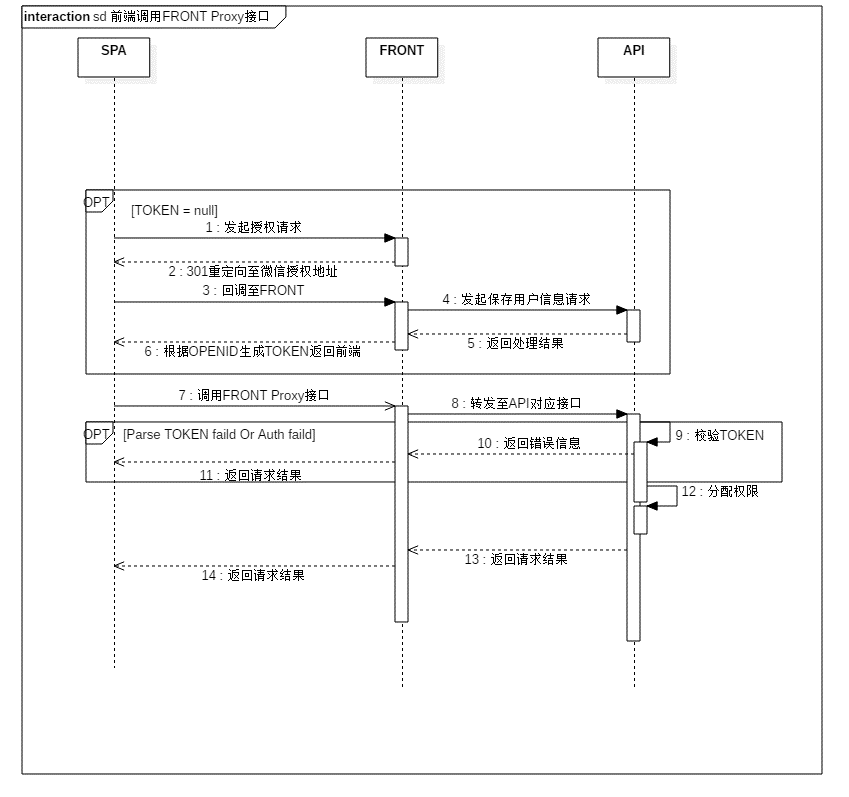 interaction sd 前端调用FRONT Proxy接口
SPA
FRONT
API
OPT
[TOKEN = null]
1 : 发起授权请求
2 : 301重定向至微信授权地址
3 : 回调至FRONT
4 : 发起保存用户信息请求
5 : 返回处理结果
6 : 根据OPENID生成TOKEN返回前端
7 : 调用FRONT Proxy接口
8 : 转发至API对应接口
OPT
[Parse TOKEN faild Or Auth faild]
9 : 校验TOKEN
10 : 返回错误信息
11 : 返回请求结果
12 : 分配权限
13 : 返回请求结果
14 : 返回请求结果